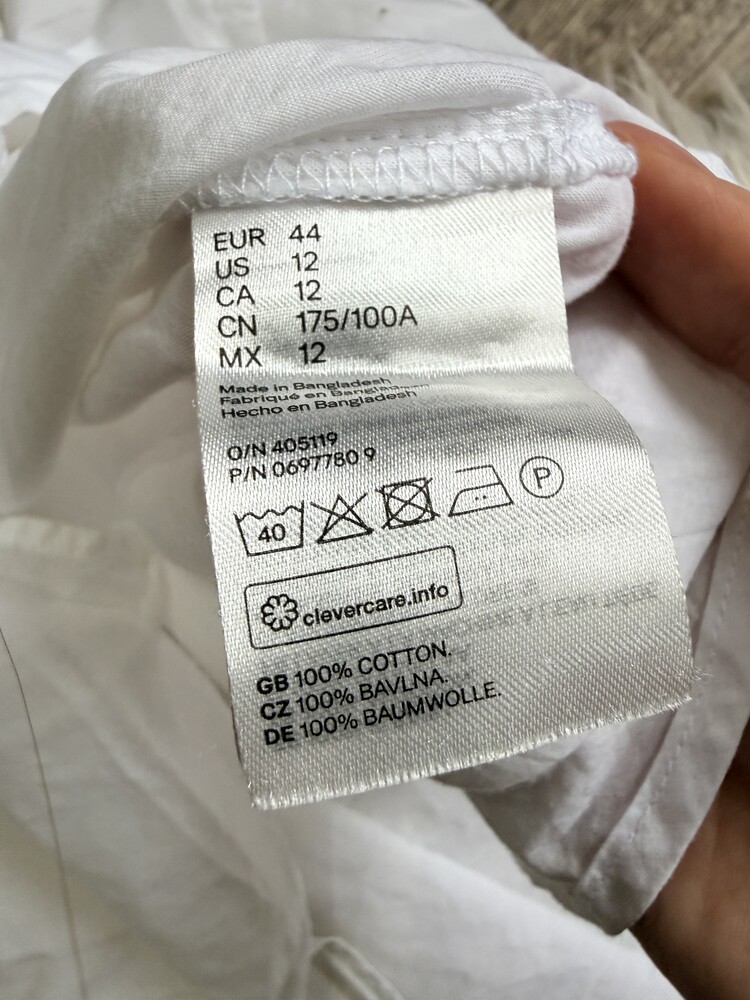 EUR 44
US 12
CA 12
CN 175/100A
MX 12
Made in Bangladesh
Fabriqué en Bangladesh
Hecho en Bangladesh
O/N 405119
P/N 0697780 9
40
P
clevercare.info
GB 100% COTTON.
CZ 100% BAVLNA.
DE 100% BAUMWOLLE.